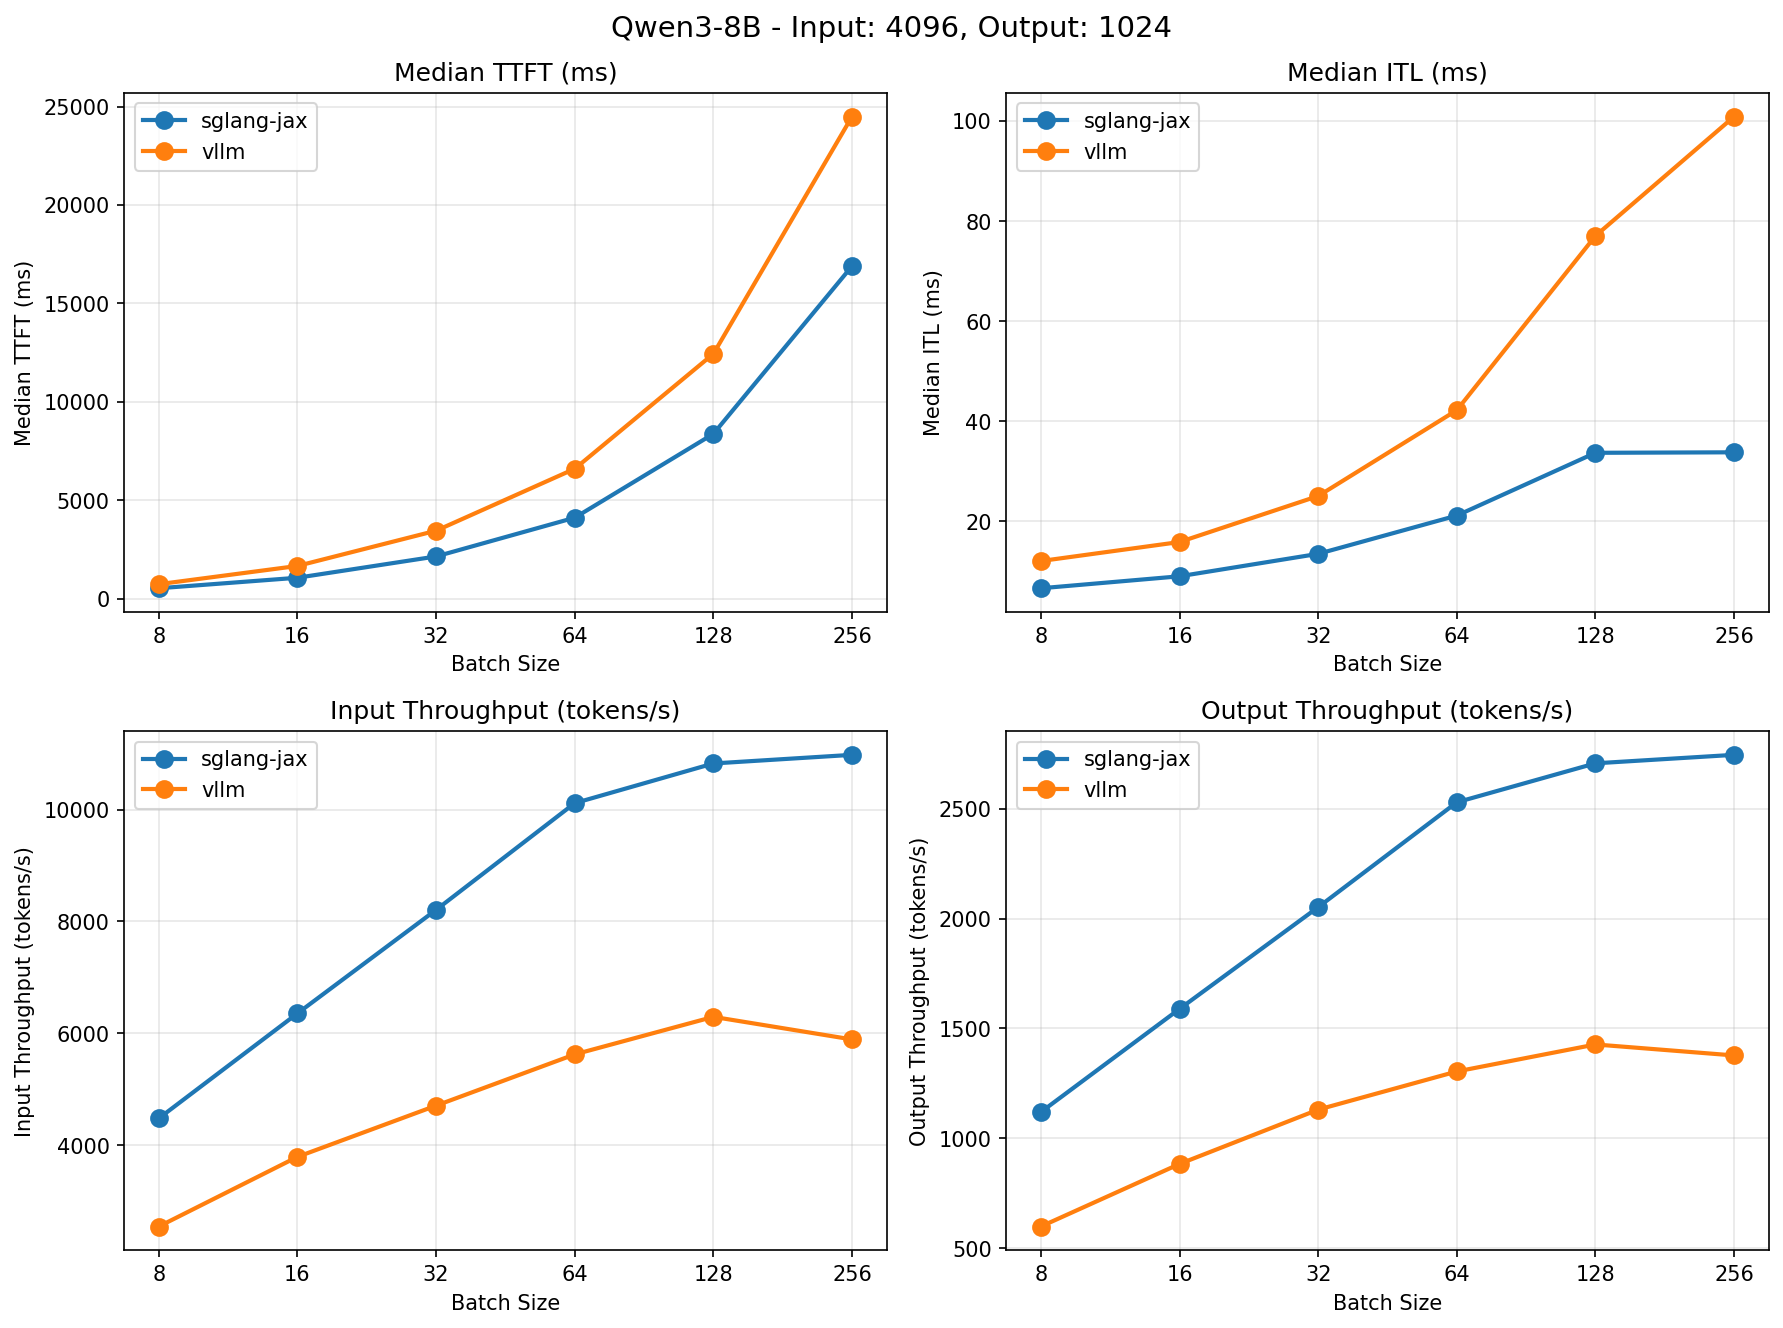 Qwen3-8B - Input: 4096, Output: 1024
Median TTFT (ms)
sglang-jax
vllm
Median TTFT (ms)
25000
20000
15000
10000
5000
0
8 16 32 64 128 256
Batch Size
Median ITL (ms)
sglang-jax
vllm
Median ITL (ms)
100
80
60
40
20
8 16 32 64 128 256
Batch Size
Input Throughput (tokens/s)
sglang-jax
vllm
Input Throughput (tokens/s)
10000
8000
6000
4000
8 16 32 64 128 256
Batch Size
Output Throughput (tokens/s)
sglang-jax
vllm
Output Throughput (tokens/s)
2500
2000
1500
1000
500
8 16 32 64 128 256
Batch Size